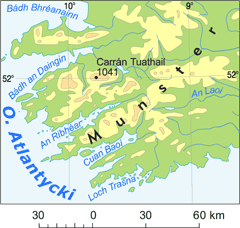 10°
9°
Bádh Bhréanainn
Carrán Tuathail
1041
52°
52°
Bádh an Daingin
An Laoi
Munster
An Ribhéar
Cuan Baoi
O. Atlantycki
Loch Trasna
30 0 30 60 km